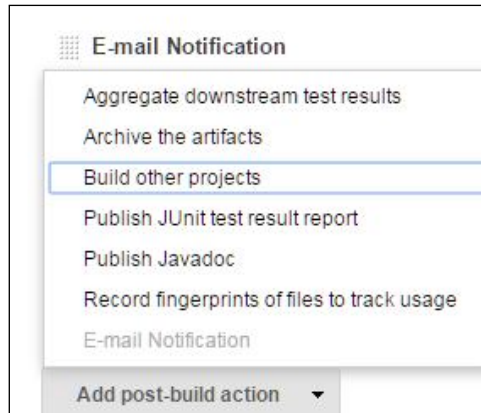 E-mail Notification
Aggregate downstream test results
Archive the artifacts
Build other projects
Publish JUnit test result report
Publish Javadoc
Record fingerprints of files to track usage
E-mail Notification
Add post-build action